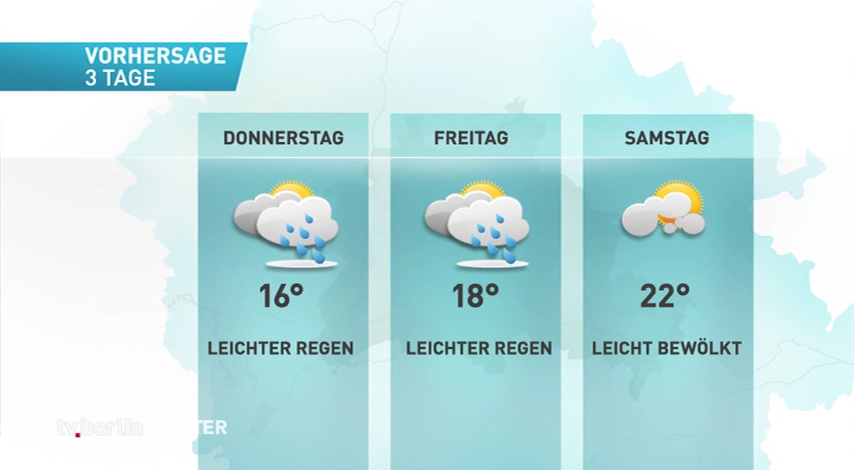 VORHERSAGE
3 TAGE
DONNERSTAG
FREITAG
SAMSTAG
16°
18°
22°
LEICHTER REGEN
LEICHTER REGEN
LEICHT BEWÖLKT
tv.berlin